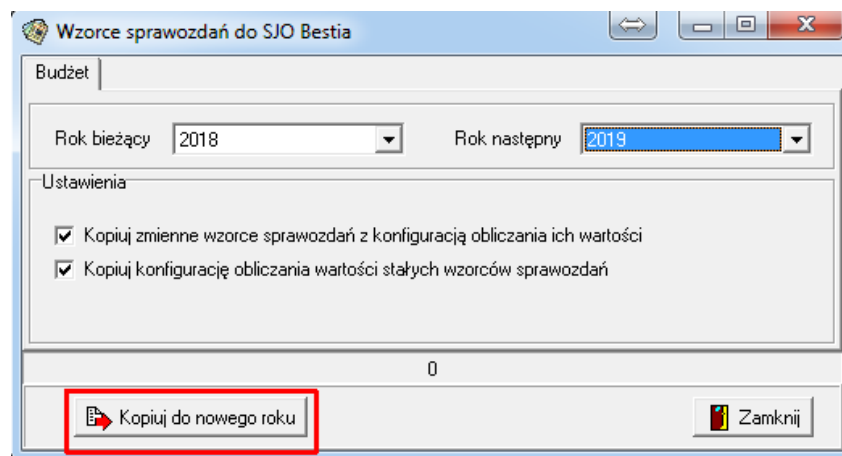 Wzorce sprawozdań do SJO Bestia
Budżet
Rok bieżący 2018 Rok następny 2019
Ustawienia
Kopiuj zmienne wzorce sprawozdań z konfiguracją obliczania ich wartości
Kopiuj konfigurację obliczania wartości stałych wzorców sprawozdań
0
Kopiuj do nowego roku Zamknij